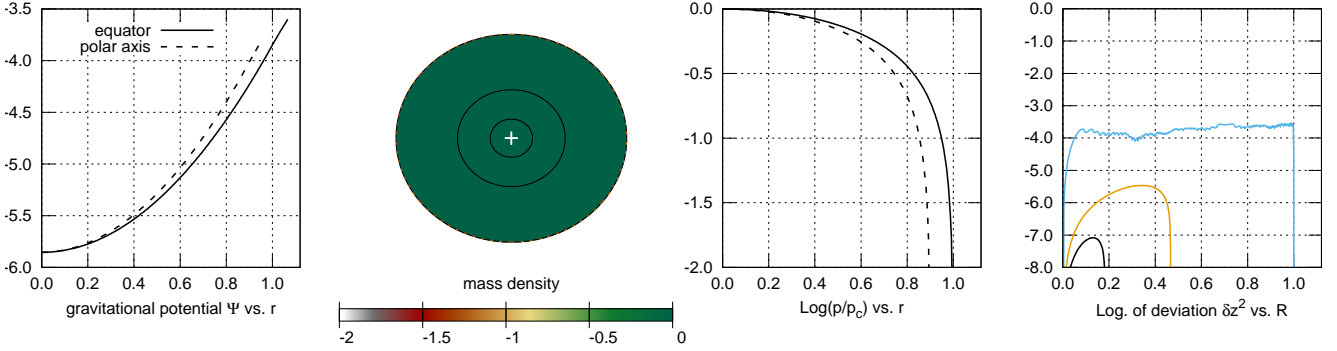 -3.5
-4.0
-4.5
-5.0
-5.5
-6.0
0.0 0.2 0.4 0.6 0.8 1.0
equator
polar axis
gravitational potential Ψ vs. r
mass density
-2 -1.5 -1 -0.5 0
0.0
-0.5
-1.0
-1.5
-2.0
0.0 0.2 0.4 0.6 0.8 1.0
Log(p/p_c) vs. r
0.0
-1.0
-2.0
-3.0
-4.0
-5.0
-6.0
-7.0
-8.0
0.0 0.2 0.4 0.6 0.8 1.0
Log. of deviation δz² vs. R